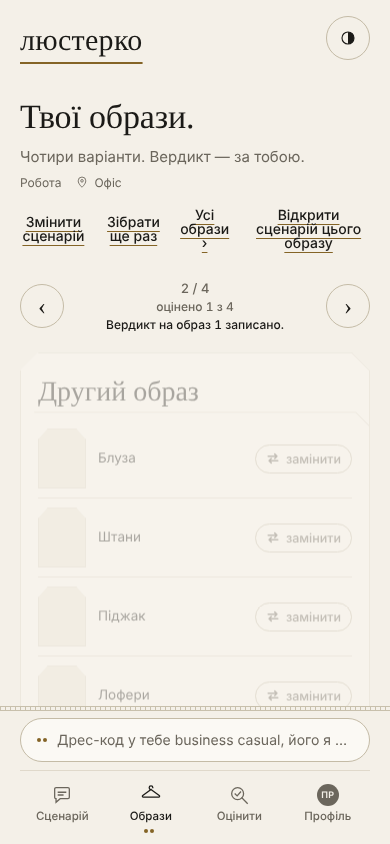 люстерко
Твої образи.
Чотири варіанти. Вердикт — за тобою.
Робота Офіс
Змінити сценарій
Зібрати ще раз
Усі образи ›
Відкрити сценарій цього образу
‹
2 / 4
оцінено 1 з 4
Вердикт на образ 1 записано.
›
Другий образ
Блуза замінити
Штани замінити
Піджак замінити
Лофери замінити
Дрес-код у тебе business casual, його я ...
ПР
Сценарій Образи Оцінити Профіль